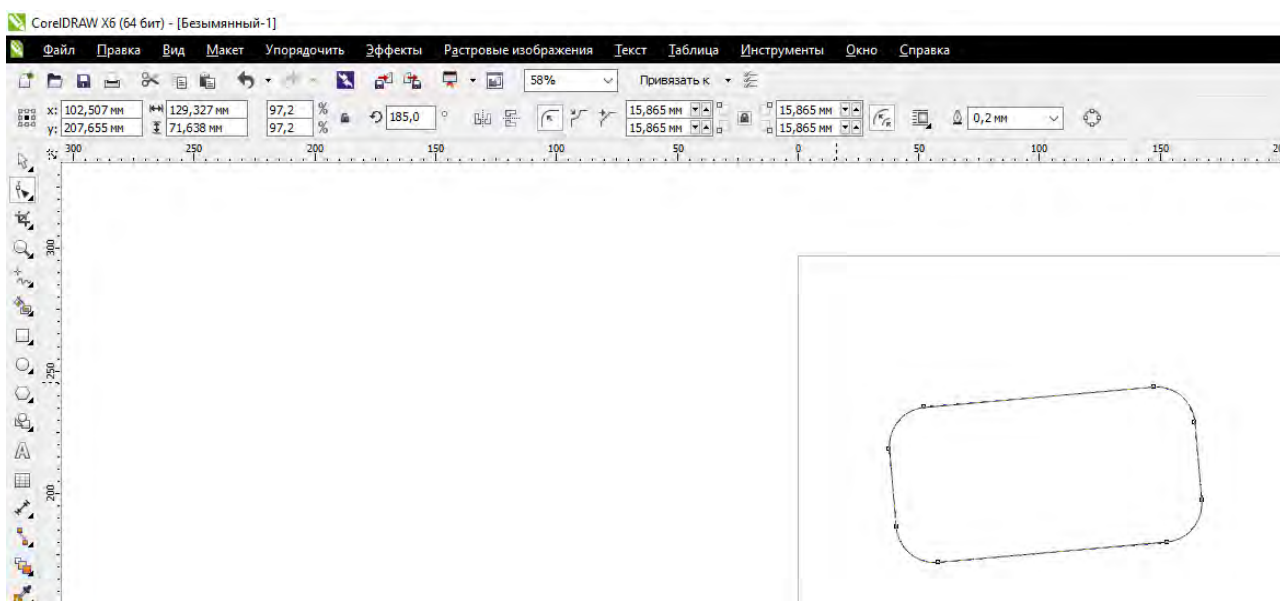 CorelDRAW X6 (64 бит) - [Безымянный-1]
Файл Правка Вид Макет Упорядочить Эффекты Растровые изображения Текст Таблица Инструменты Окно Справка
58% Привязать к
x: 102,507 мм 129,327 мм 97,2 % 185,0 ° 15,865 мм 15,865 мм 0,2 мм
y: 207,655 мм 71,638 мм 97,2 % 15,865 мм 15,865 мм
300 250 200 150 100 50 0 50 100 150 20
300
250
200